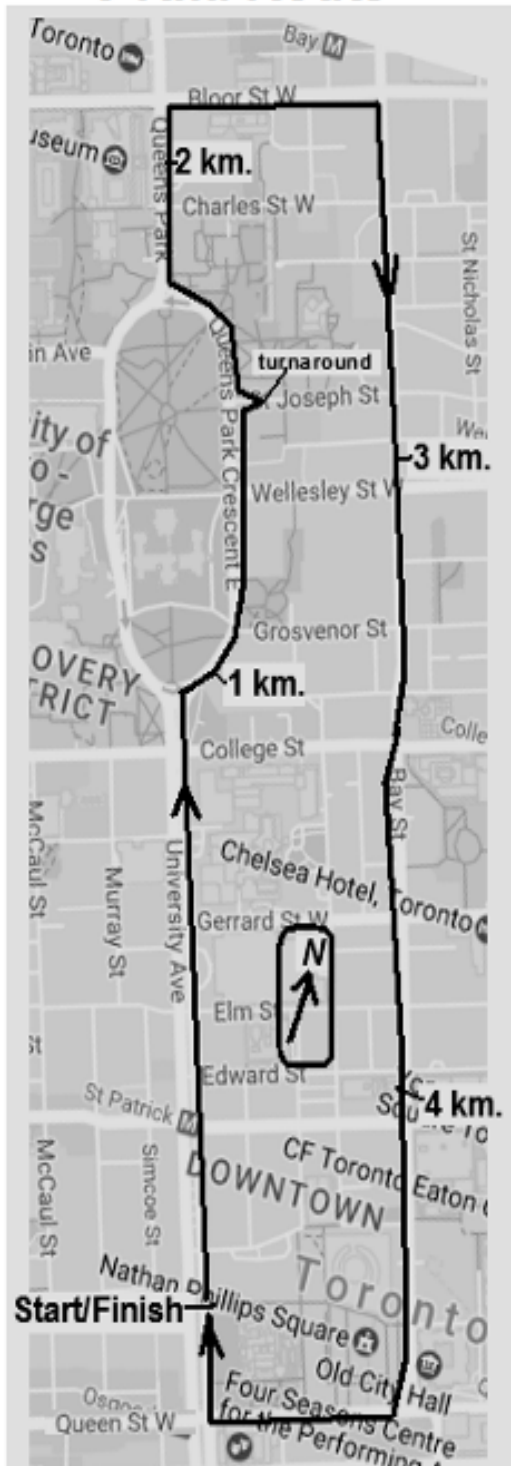 Toronto
Bay M
Bloor St W
useum
Queens Park
2 km.
Charles St W
St Nicholas St
in Ave
Queens Park Crescent E
turnaround
t Joseph St
ity of
o -
rge
s
We
3 km.
Wellesley St W
Grosvenor St
OVERY
TRICT
1 km.
College St
Colle
Bay St
McCaul St
Murray St
University Ave
Chelsea Hotel, Toronto
Gerrard St W
N
Elm St
st
Edward St
St Patrick M
4 km.
McCaul St
Simcoe St
DOWNTOWN
CF Toronto Eaton
Nathan Phillips Square
Toronto
Start/Finish
Old City Hall
Queen St W
Four Seasons Centre
for the Performing